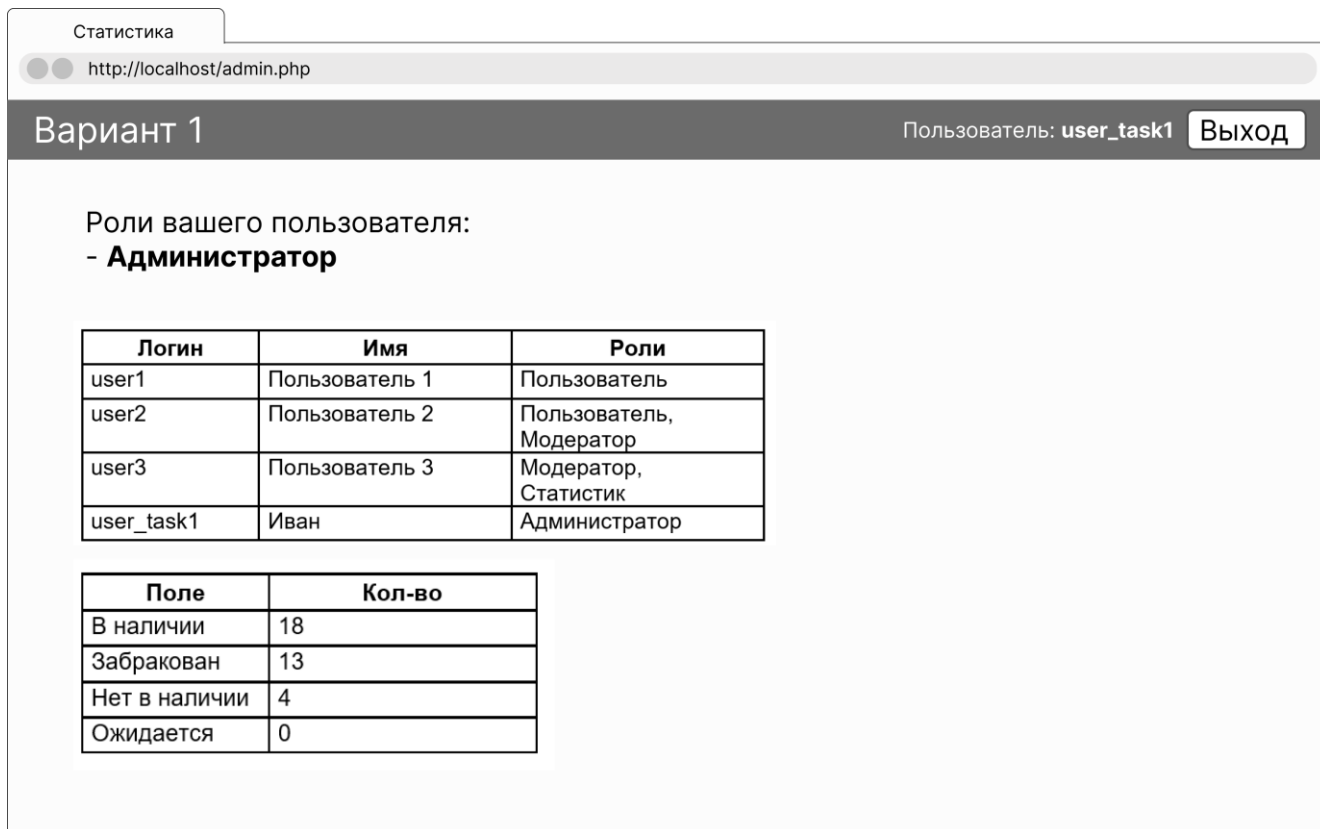 Статистика
http://localhost/admin.php
Вариант 1
Пользователь: user_task1 Выход
Роли вашего пользователя:
- Администратор
Логин Имя Роли
user1 Пользователь 1 Пользователь
user2 Пользователь 2 Пользователь,
Модератор
user3 Пользователь 3 Модератор,
Статистик
user_task1 Иван Администратор
Поле Кол-во
В наличии 18
Забракован 13
Нет в наличии 4
Ожидается 0